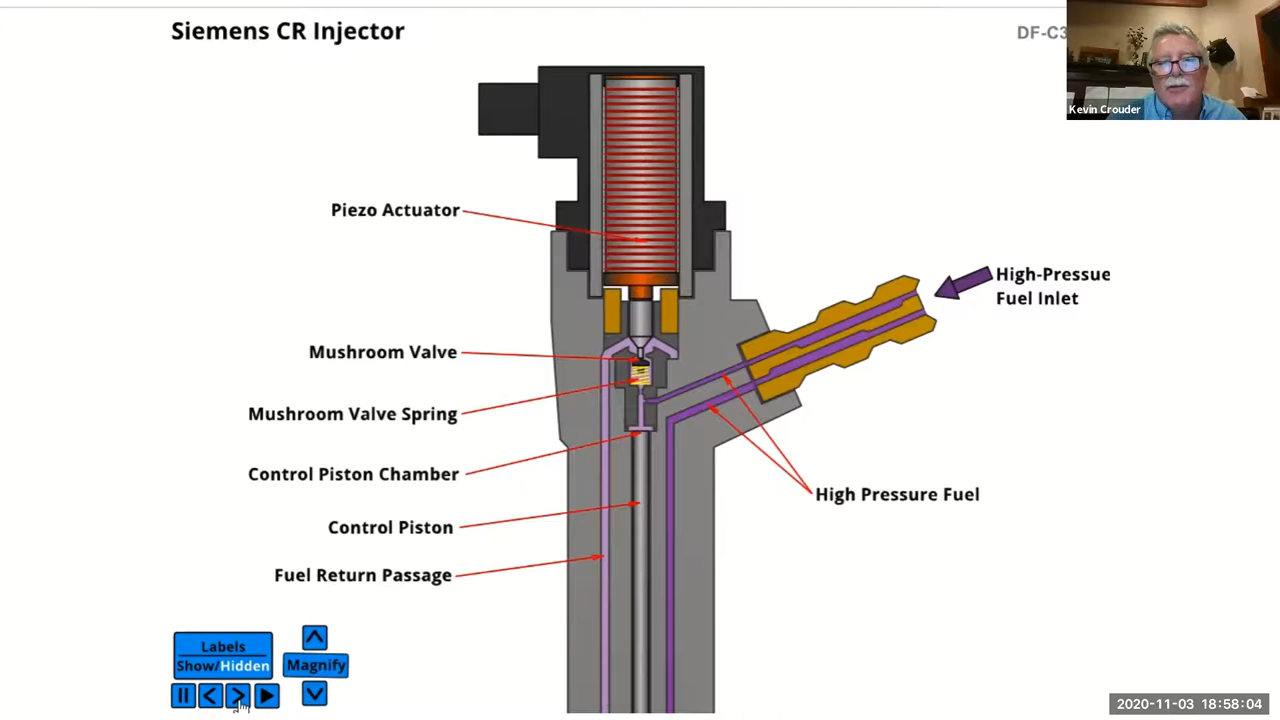 Siemens CR Injector
DF-C3
Kevin Crouder
Piezo Actuator
High-Pressue
Fuel Inlet
Mushroom Valve
Mushroom Valve Spring
Control Piston Chamber
High Pressure Fuel
Control Piston
Fuel Return Passage
Labels
Show/Hidden
Magnify
2020-11-03 18:58:04